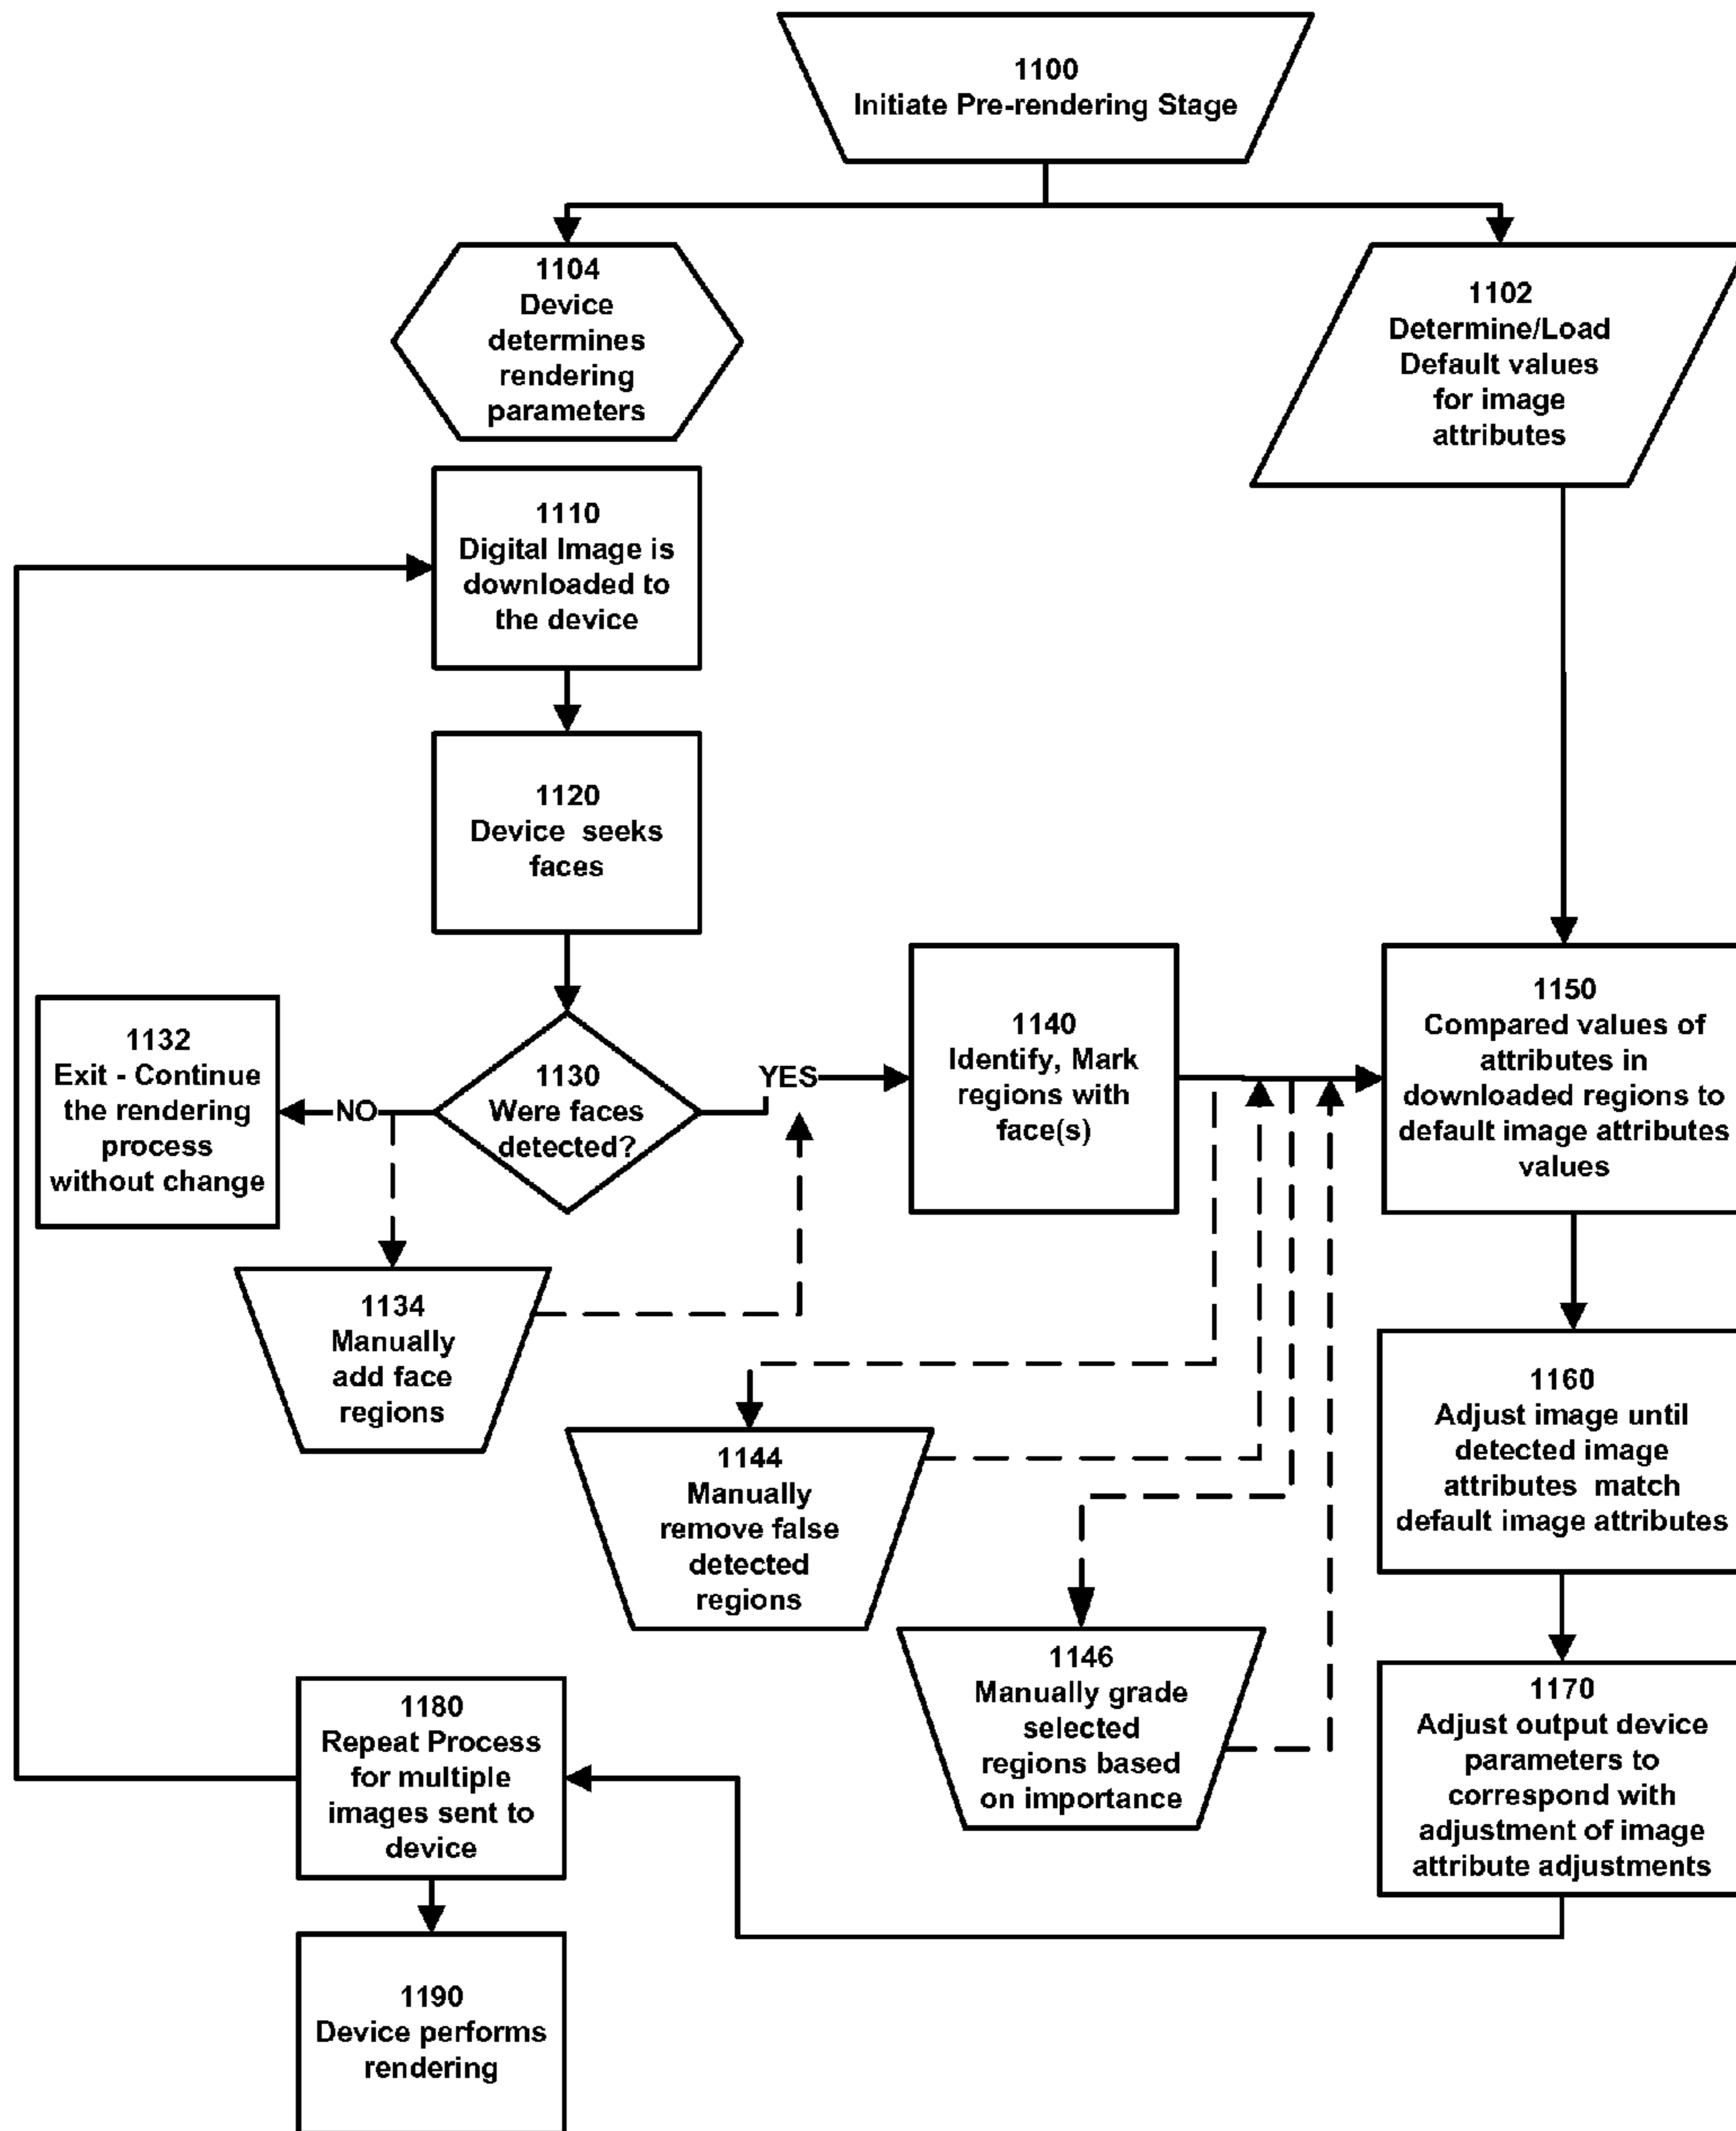 1100
Initiate Pre-rendering Stage
1104
Device
determines
rendering
parameters
1102
Determine/Load
Default values
for image
attributes
1110
Digital Image is
downloaded to
the device
1120
Device seeks
faces
1130
Were faces
detected?
NO
YES
1132
Exit - Continue
the rendering
process
without change
1134
Manually
add face
regions
1140
Identify, Mark
regions with
face(s)
1144
Manually
remove false
detected
regions
1146
Manually grade
selected
regions based
on importance
1150
Compared values of
attributes in
downloaded regions to
default image attributes
values
1160
Adjust image until
detected image
attributes match
default image attributes
1170
Adjust output device
parameters to
correspond with
adjustment of image
attribute adjustments
1180
Repeat Process
for multiple
images sent to
device
1190
Device performs
rendering